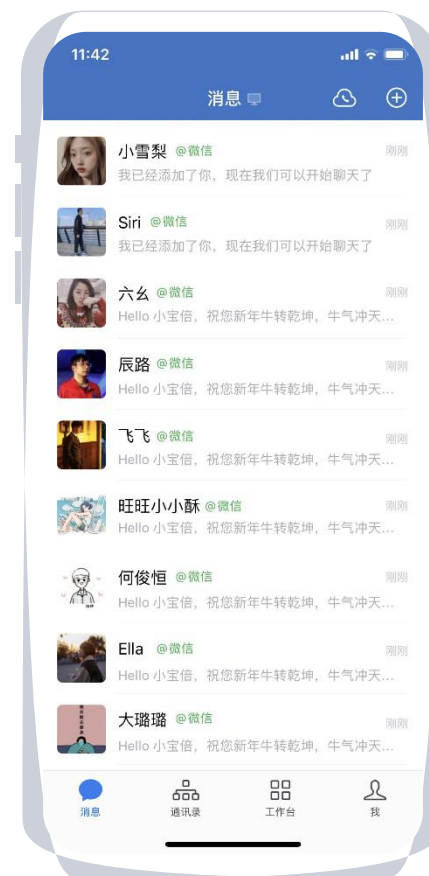 11:42
消息
小雪梨 @微信 刚刚
我已经添加了你，现在我们可以开始聊天了
Siri @微信 刚刚
我已经添加了你，现在我们可以开始聊天了
六幺 @微信 刚刚
Hello 小宝倍，祝您新年牛转乾坤，牛气冲天...
辰路 @微信 刚刚
Hello 小宝倍，祝您新年牛转乾坤，牛气冲天...
飞飞 @微信 刚刚
Hello 小宝倍，祝您新年牛转乾坤，牛气冲天...
旺旺小小酥 @微信 刚刚
Hello 小宝倍，祝您新年牛转乾坤，牛气冲天...
何俊恒 @微信 刚刚
Hello 小宝倍，祝您新年牛转乾坤，牛气冲天...
Ella @微信 刚刚
Hello 小宝倍，祝您新年牛转乾坤，牛气冲天...
大璐璐 @微信 刚刚
Hello 小宝倍，祝您新年牛转乾坤，牛气冲天...
消息 通讯录 工作台 我